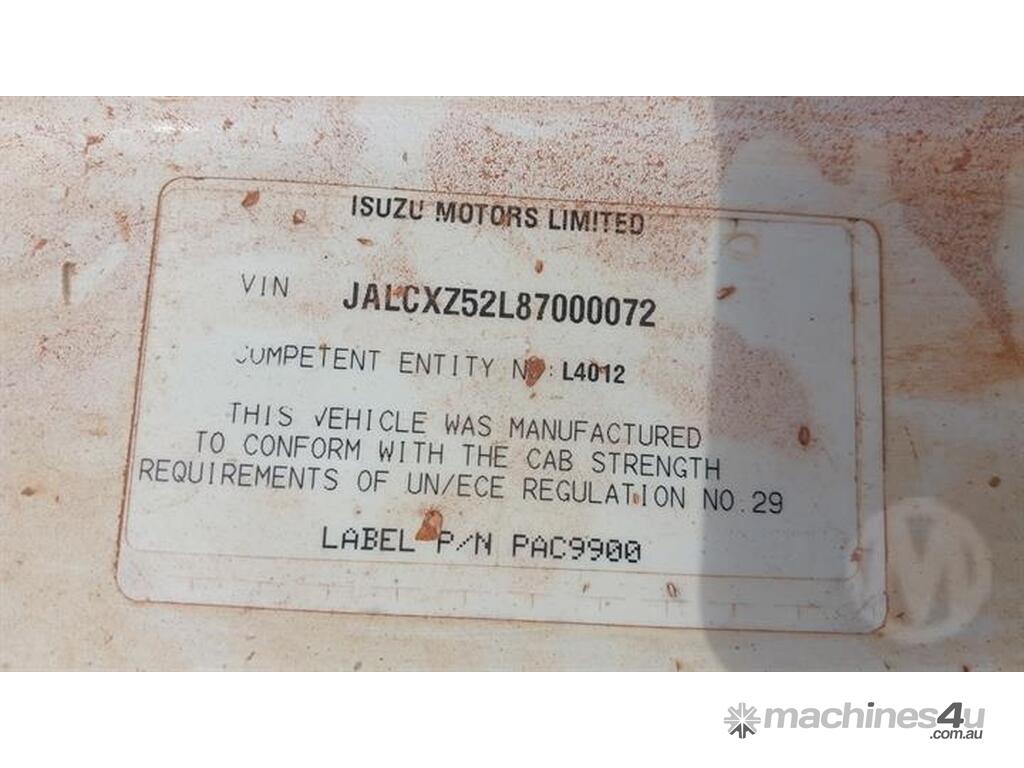 ISUZU MOTORS LIMITED
VIN JALCXZ52L87000072
COMPETENT ENTITY NO: L4012
THIS VEHICLE WAS MANUFACTURED
TO CONFORM WITH THE CAB STRENGTH
REQUIREMENTS OF UN/ECE REGULATION NO.29
LABEL P/N PAC9900
machines4u
.com.au